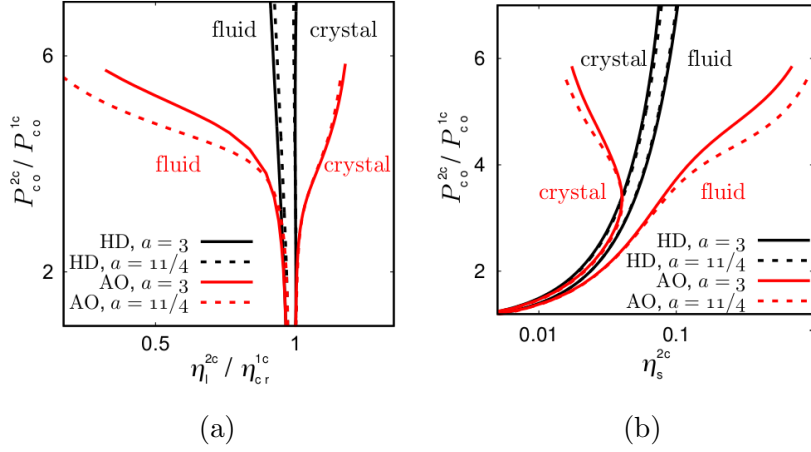 fluid
crystal
6
2
P_co^2c / P_co^1c
fluid
crystal
HD, a = 3
HD, a = 11/4
AO, a = 3
AO, a = 11/4
0.5
1
η_l^2c / η_cr^1c
(a)
6
4
2
P_co^2c / P_co^1c
crystal
fluid
crystal
fluid
HD, a = 3
HD, a = 11/4
AO, a = 3
AO, a = 11/4
0.01
0.1
1
η_s^2c
(b)